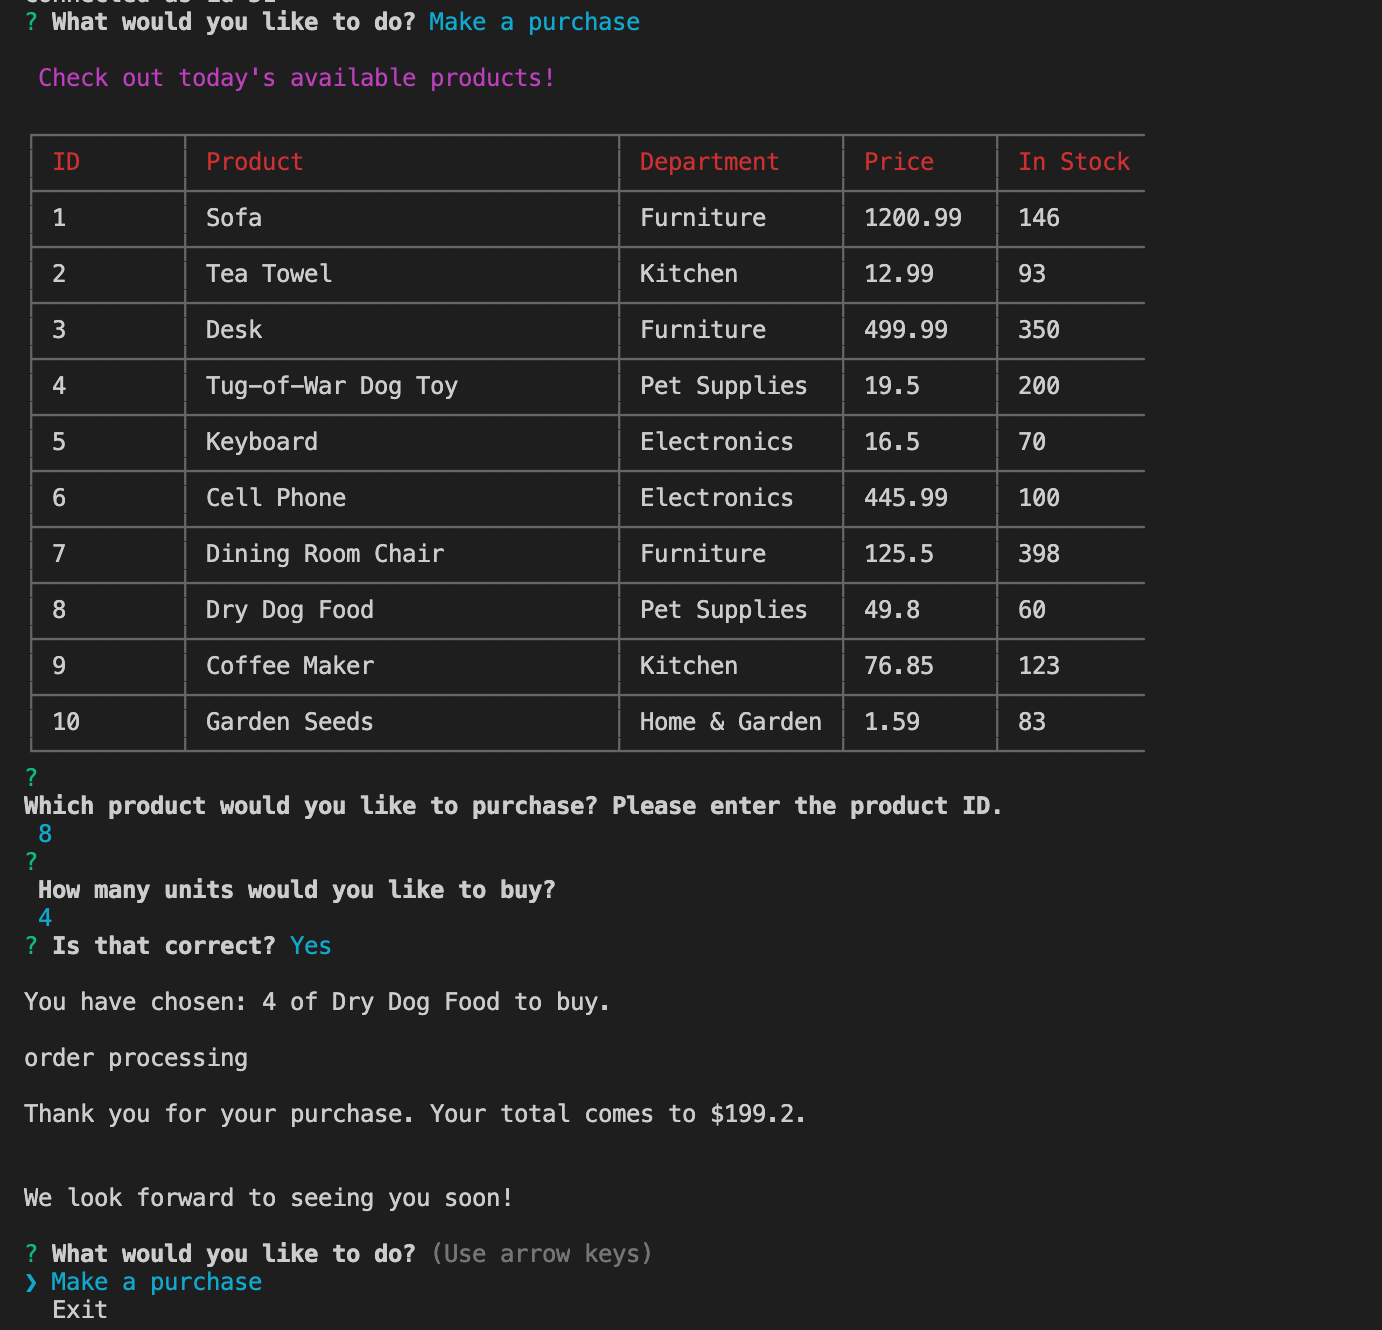 ? What would you like to do? Make a purchase
Check out today's available products!
ID Product Department Price In Stock
1 Sofa Furniture 1200.99 146
2 Tea Towel Kitchen 12.99 93
3 Desk Furniture 499.99 350
4 Tug-of-War Dog Toy Pet Supplies 19.5 200
5 Keyboard Electronics 16.5 70
6 Cell Phone Electronics 445.99 100
7 Dining Room Chair Furniture 125.5 398
8 Dry Dog Food Pet Supplies 49.8 60
9 Coffee Maker Kitchen 76.85 123
10 Garden Seeds Home & Garden 1.59 83
?
Which product would you like to purchase? Please enter the product ID.
8
?
How many units would you like to buy?
4
? Is that correct? Yes
You have chosen: 4 of Dry Dog Food to buy.
order processing
Thank you for your purchase. Your total comes to $199.2.
We look forward to seeing you soon!
? What would you like to do? (Use arrow keys)
❯ Make a purchase
Exit